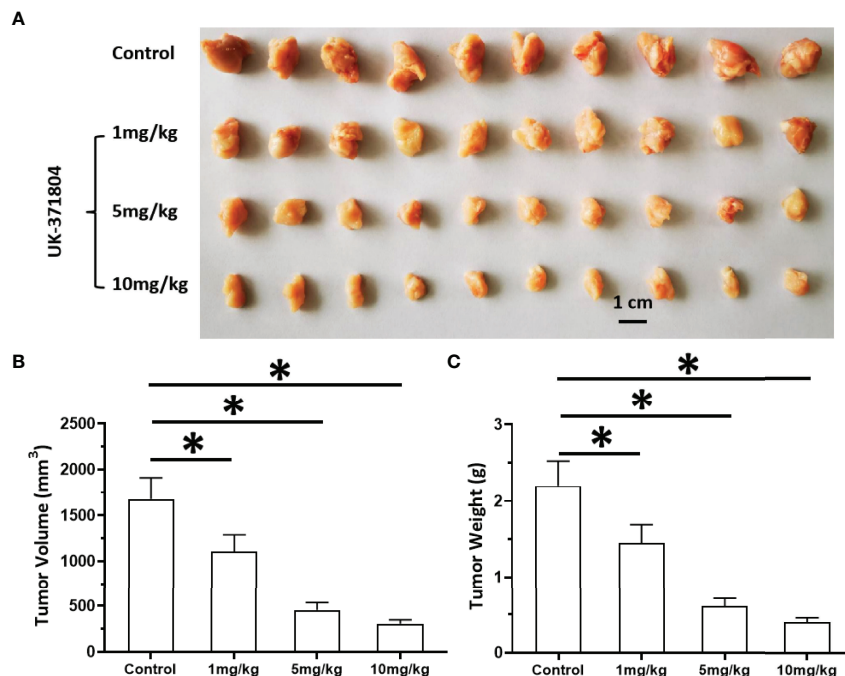 A
Control
1mg/kg
5mg/kg
10mg/kg
UK-371804
1 cm
B
* * *
2500
2000
1500
1000
500
0
Tumor Volume (mm³)
Control 1mg/kg 5mg/kg 10mg/kg
C
* * *
3
2
1
0
Tumor Weight (g)
Control 1mg/kg 5mg/kg 10mg/kg